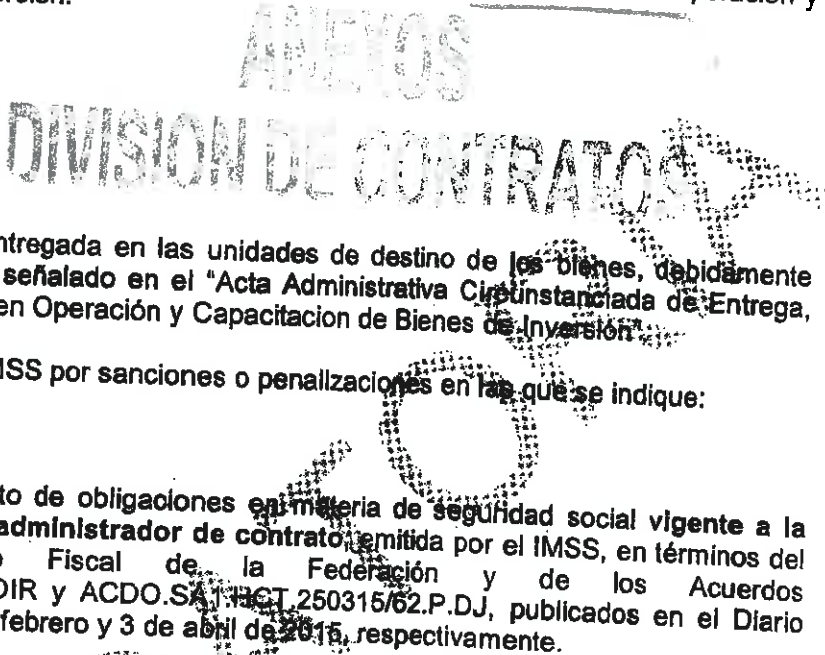 ANEXOS
DIVISION DE CONTRATOS
ntregada en las unidades de destino de los bienes, debidamente
señalado en el "Acta Administrativa Circunstanciada de Entrega,
en Operación y Capacitacion de Bienes de Inversión".
MSS por sanciones o penalizaciones en las que se indique:
to de obligaciones en materia de seguridad social vigente a la
administrador de contrato, emitida por el IMSS, en términos del
Fiscal de la Federación y de los Acuerdos
DIR y ACDO.SA1.HCT.250315/62.P.DJ, publicados en el Diario
febrero y 3 de abril de 2015, respectivamente.